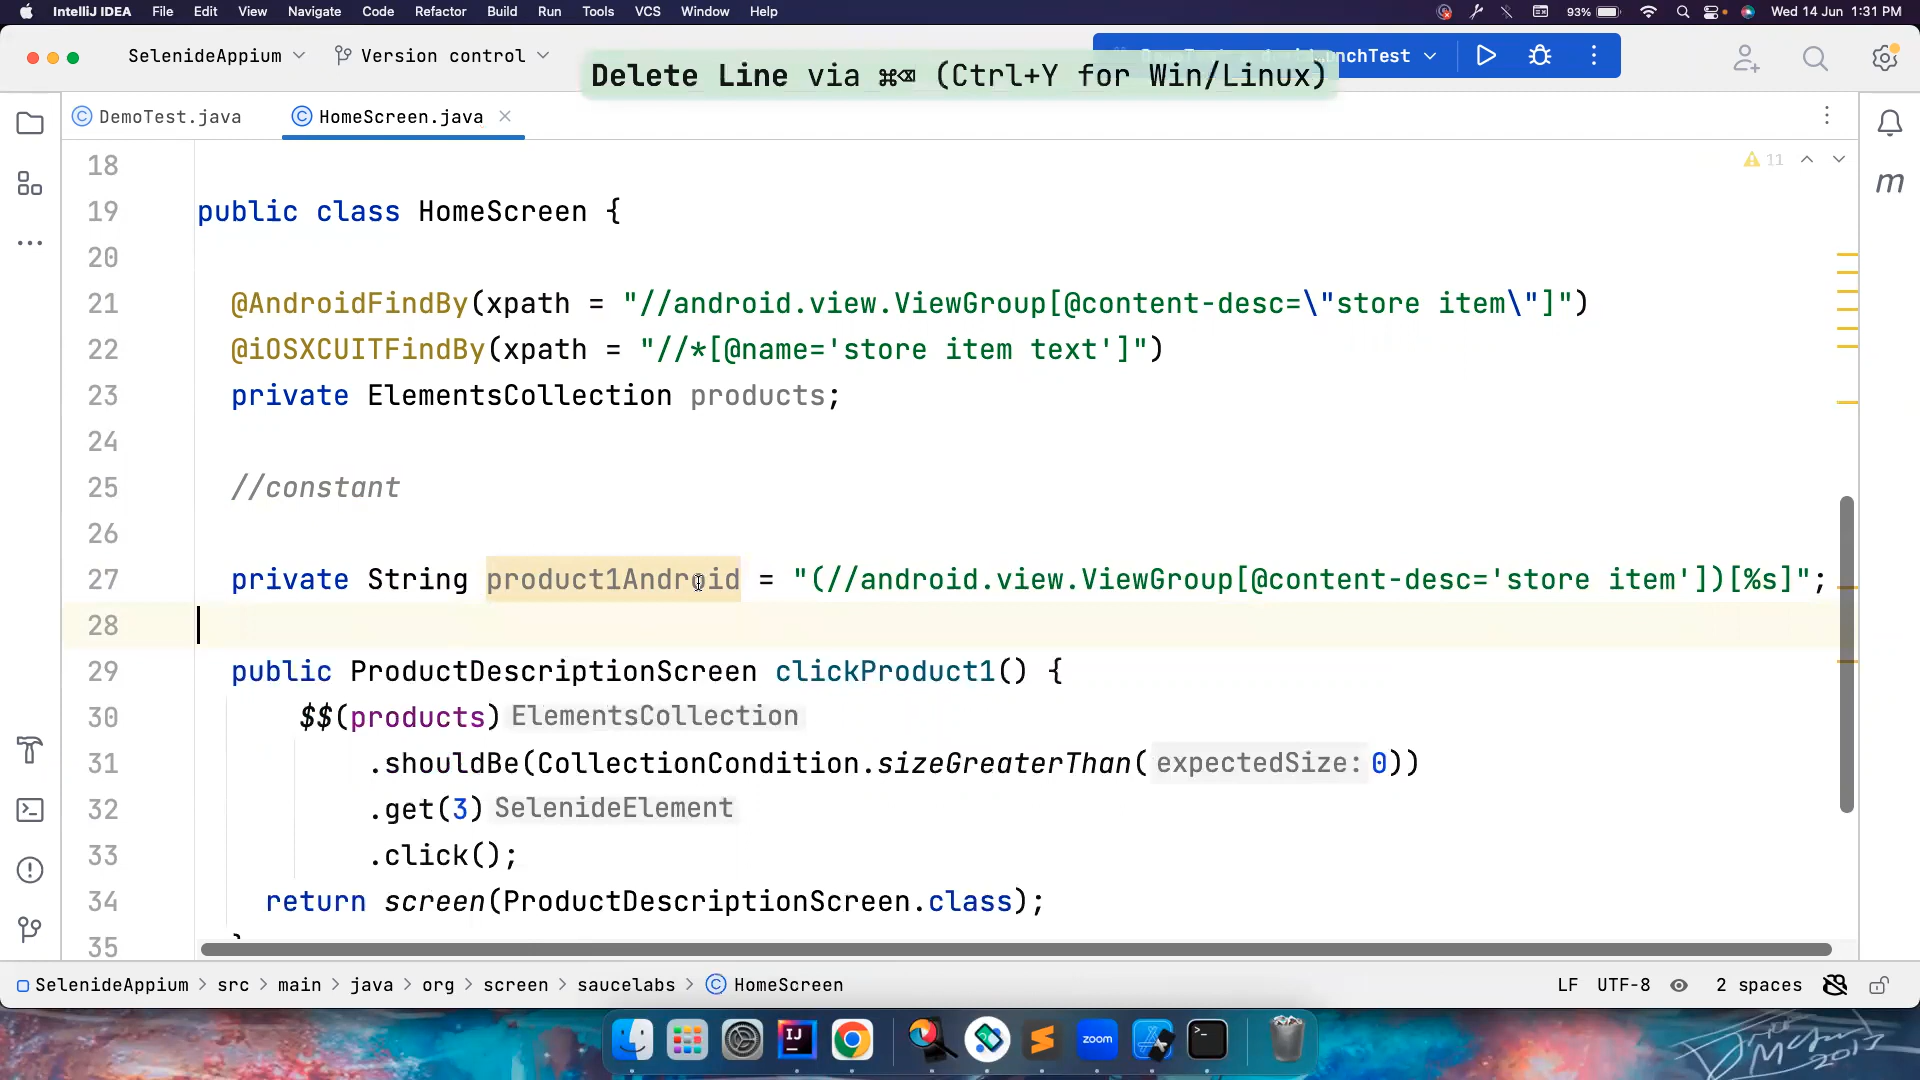 IntelliJ IDEA File Edit View Navigate Code Refactor Build Run Tools VCS Window Help 93% Wed 14 Jun 1:31 PM
SelenideAppium Version control
Delete Line via ⌘⌫ (Ctrl+Y for Win/Linux)
DemoTest.java HomeScreen.java
11
18
19 public class HomeScreen {
20
21 @AndroidFindBy(xpath = "//android.view.ViewGroup[@content-desc=\"store item\"]")
22 @iOSXCUITFindBy(xpath = "//*[@name='store item text']")
23 private ElementsCollection products;
24
25 //constant
26
27 private String product1Android = "(//android.view.ViewGroup[@content-desc='store item'])[%s]";
28
29 public ProductDescriptionScreen clickProduct1() {
30 $$(products) ElementsCollection
31 .shouldBe(CollectionCondition.sizeGreaterThan( expectedSize: 0))
32 .get(3) SelenideElement
33 .click();
34 return screen(ProductDescriptionScreen.class);
35
SelenideAppium > src > main > java > org > screen > saucelabs > HomeScreen LF UTF-8 2 spaces
zoom